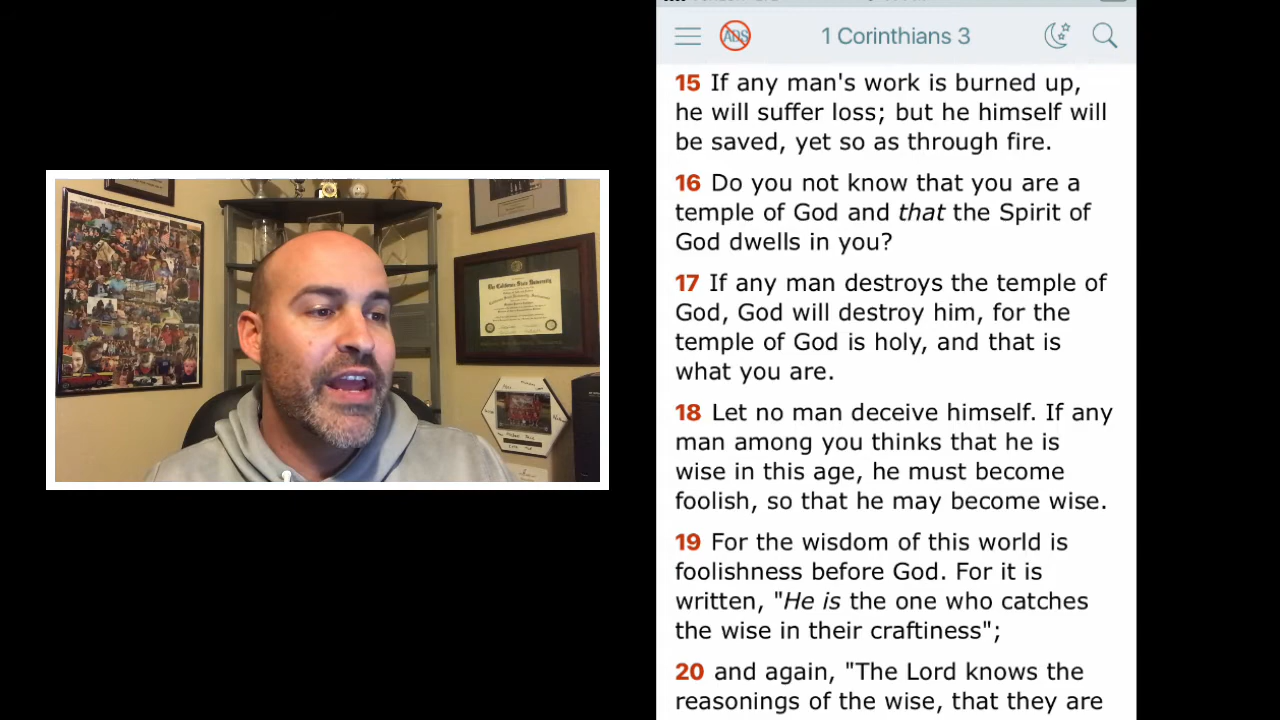 ADS
1 Corinthians 3
15 If any man's work is burned up,
he will suffer loss; but he himself will
be saved, yet so as through fire.
16 Do you not know that you are a
temple of God and that the Spirit of
God dwells in you?
17 If any man destroys the temple of
God, God will destroy him, for the
temple of God is holy, and that is
what you are.
18 Let no man deceive himself. If any
man among you thinks that he is
wise in this age, he must become
foolish, so that he may become wise.
19 For the wisdom of this world is
foolishness before God. For it is
written, "He is the one who catches
the wise in their craftiness";
20 and again, "The Lord knows the
reasonings of the wise, that they are
The California State University